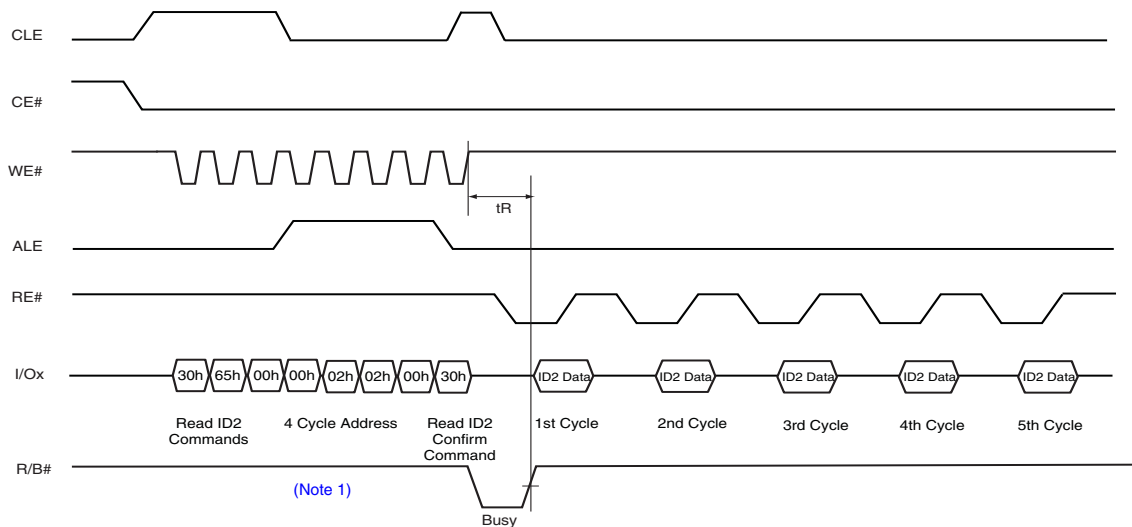 CLE
CE#
WE#
tR
ALE
RE#
I/Ox
30h 65h 00h 00h 02h 02h 00h 30h ID2 Data ID2 Data ID2 Data ID2 Data ID2 Data
Read ID2 Commands
4 Cycle Address
Read ID2 Confirm Command
1st Cycle
2nd Cycle
3rd Cycle
4th Cycle
5th Cycle
R/B#
(Note 1)
Busy